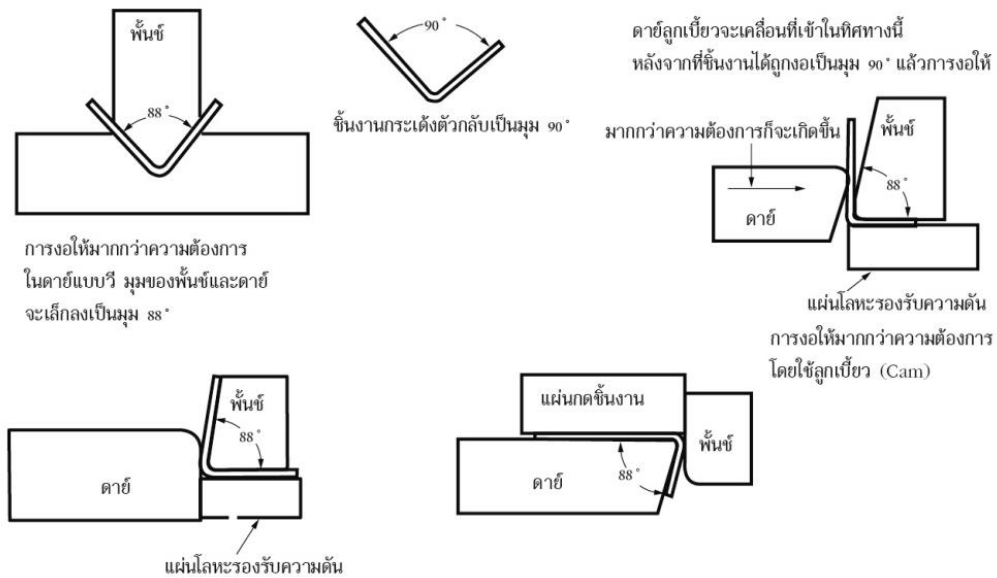 พั้นช์
88°
การงอให้มากกว่าความต้องการ
ในดาย์แบบวี มุมของพั้นช์และดาย์
จะเล็กลงเป็นมุม 88°
90°
ชิ้นงานกระเด้งตัวกลับเป็นมุม 90°
ดาย์ลูกเบี้ยวจะเคลื่อนที่เข้าในทิศทางนี้
หลังจากที่ชิ้นงานได้ถูกงอเป็นมุม 90° แล้วการงอให้
มากกว่าความต้องการก็จะเกิดขึ้น
พั้นช์
88°
ดาย์
แผ่นโลหะรองรับความดัน
การงอให้มากกว่าความต้องการ
โดยใช้ลูกเบี้ยว (Cam)
พั้นช์
88°
ดาย์
แผ่นโลหะรองรับความดัน
แผ่นกดชิ้นงาน
พั้นช์
88°
ดาย์